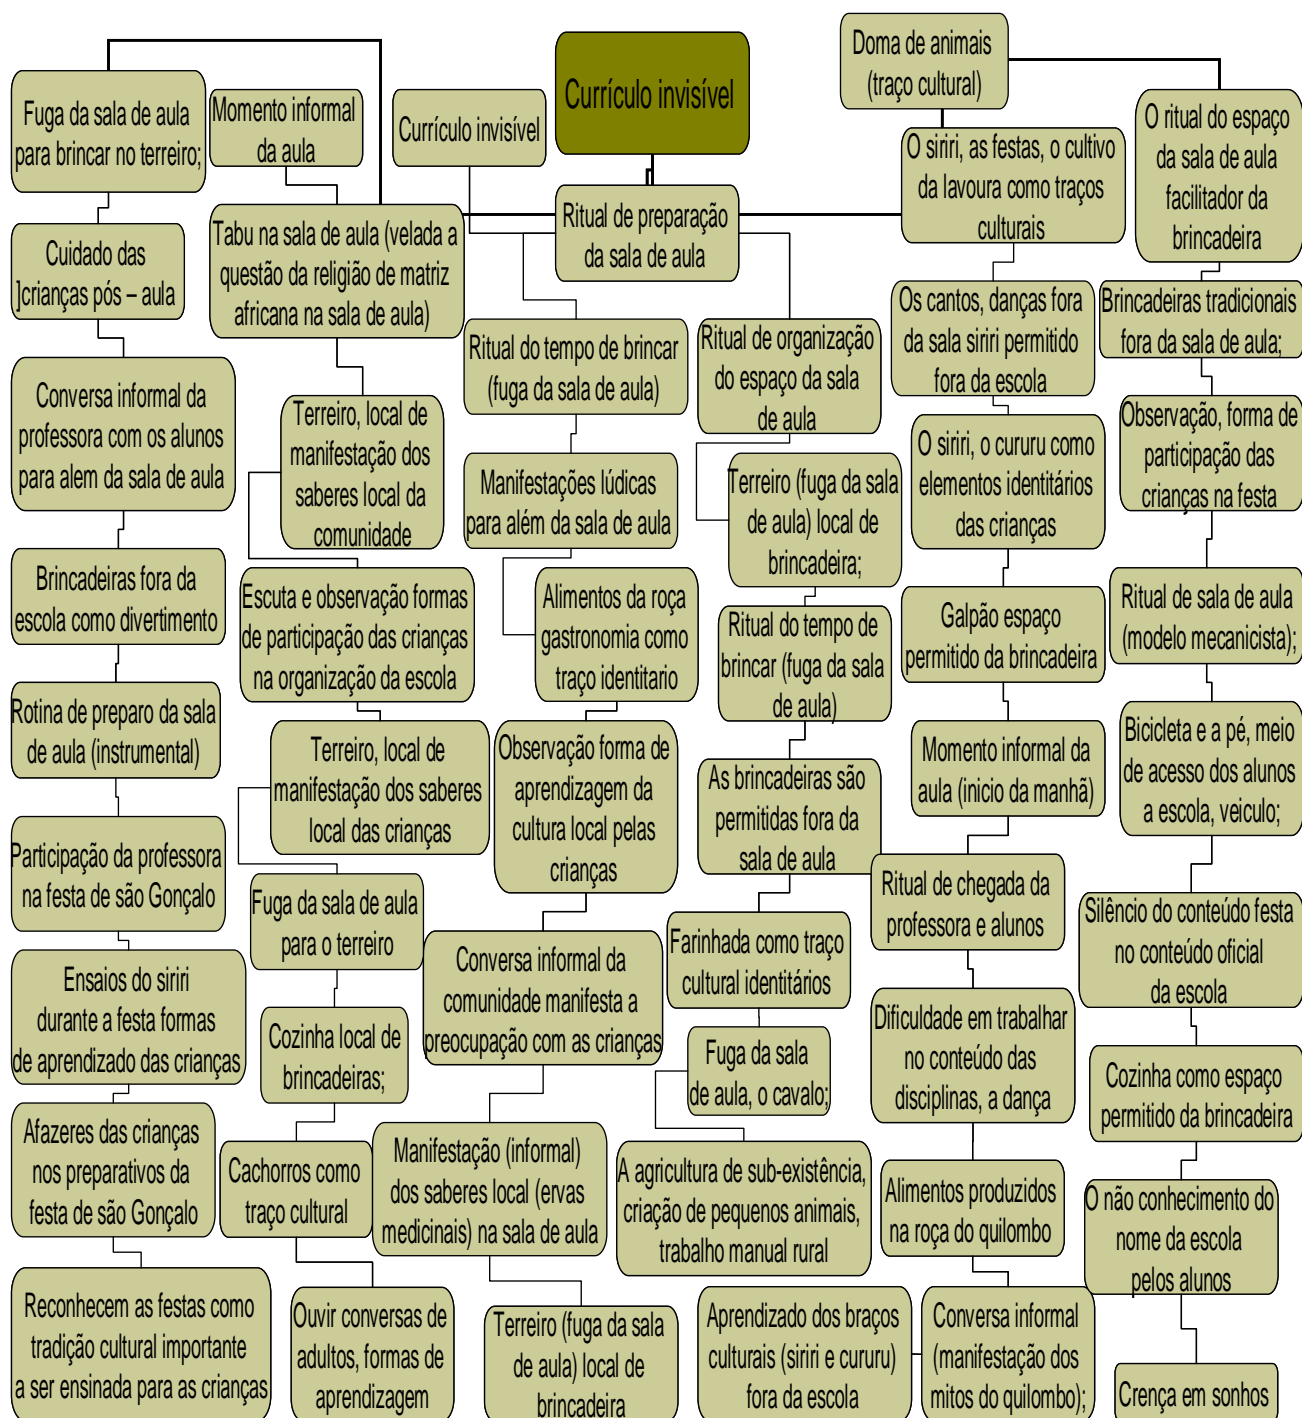 Currículo invisível
Fuga da sala de aula
para brincar no terreiro;
Cuidado das
]crianças pós – aula
Conversa informal da
professora com os alunos
para alem da sala de aula
Brincadeiras fora da
escola como divertimento
Rotina de preparo da sala
de aula (instrumental)
Participação da professora
na festa de são Gonçalo
Ensaios do siriri
durante a festa formas
de aprendizado das crianças
Afazeres das crianças
nos preparativos da
festa de são Gonçalo
Reconhecem as festas como
tradição cultural importante
a ser ensinada para as crianças
Momento informal
da aula
Tabu na sala de aula (velada a
questão da religião de matriz
africana na sala de aula)
Terreiro, local de
manifestação dos
saberes local da
comunidade
Escuta e observação formas
de participação das crianças
na organização da escola
Terreiro, local de
manifestação dos saberes
local das crianças
Fuga da sala de aula
para o terreiro
Cozinha local de
brincadeiras;
Cachorros como
traço cultural
Ouvir conversas de
adultos, formas de
aprendizagem
Currículo invisível
Ritual de preparação
da sala de aula
Ritual do tempo de brincar
(fuga da sala de aula)
Manifestações lúdicas
para além da sala de aula
Alimentos da roça
gastronomia como
traço identitario
Observação forma de
aprendizagem da
cultura local pelas
crianças
Conversa informal da
comunidade manifesta a
preocupação com as crianças
Manifestação (informal)
dos saberes local (ervas
medicinais) na sala de aula
Terreiro (fuga da sala
de aula) local de
brincadeira
Ritual de organização
do espaço da sala
de aula
Terreiro (fuga da sala
de aula) local de
brincadeira;
Ritual do tempo de
brincar (fuga da sala
de aula)
As brincadeiras são
permitidas fora da
sala de aula
Farinhada como traço
cultural identitários
Fuga da sala
de aula, o cavalo;
A agricultura de sub-existência,
criação de pequenos animais,
trabalho manual rural
Aprendizado dos braços
culturais (siriri e cururu)
fora da escola
Doma de animais
(traço cultural)
O siriri, as festas, o cultivo
da lavoura como traços
culturais
Os cantos, danças fora
da sala siriri permitido
fora da escola
O siriri, o cururu como
elementos identitários
das crianças
Galpão espaço
permitido da brincadeira
Momento informal da
aula (inicio da manhã)
Ritual de chegada da
professora e alunos
Dificuldade em trabalhar
no conteúdo das
disciplinas, a dança
Alimentos produzidos
na roça do quilombo
Conversa informal
(manifestação dos
mitos do quilombo);
O ritual do espaço
da sala de aula
facilitador da
brincadeira
Brincadeiras tradicionais
fora da sala de aula;
Observação, forma de
participação das
crianças na festa
Ritual de sala de aula
(modelo mecanicista);
Bicicleta e a pé, meio
de acesso dos alunos
a escola, veiculo;
Silêncio do conteúdo festa
no conteúdo oficial
da escola
Cozinha como espaço
permitido da brincadeira
O não conhecimento do
nome da escola
pelos alunos
Crença em sonhos